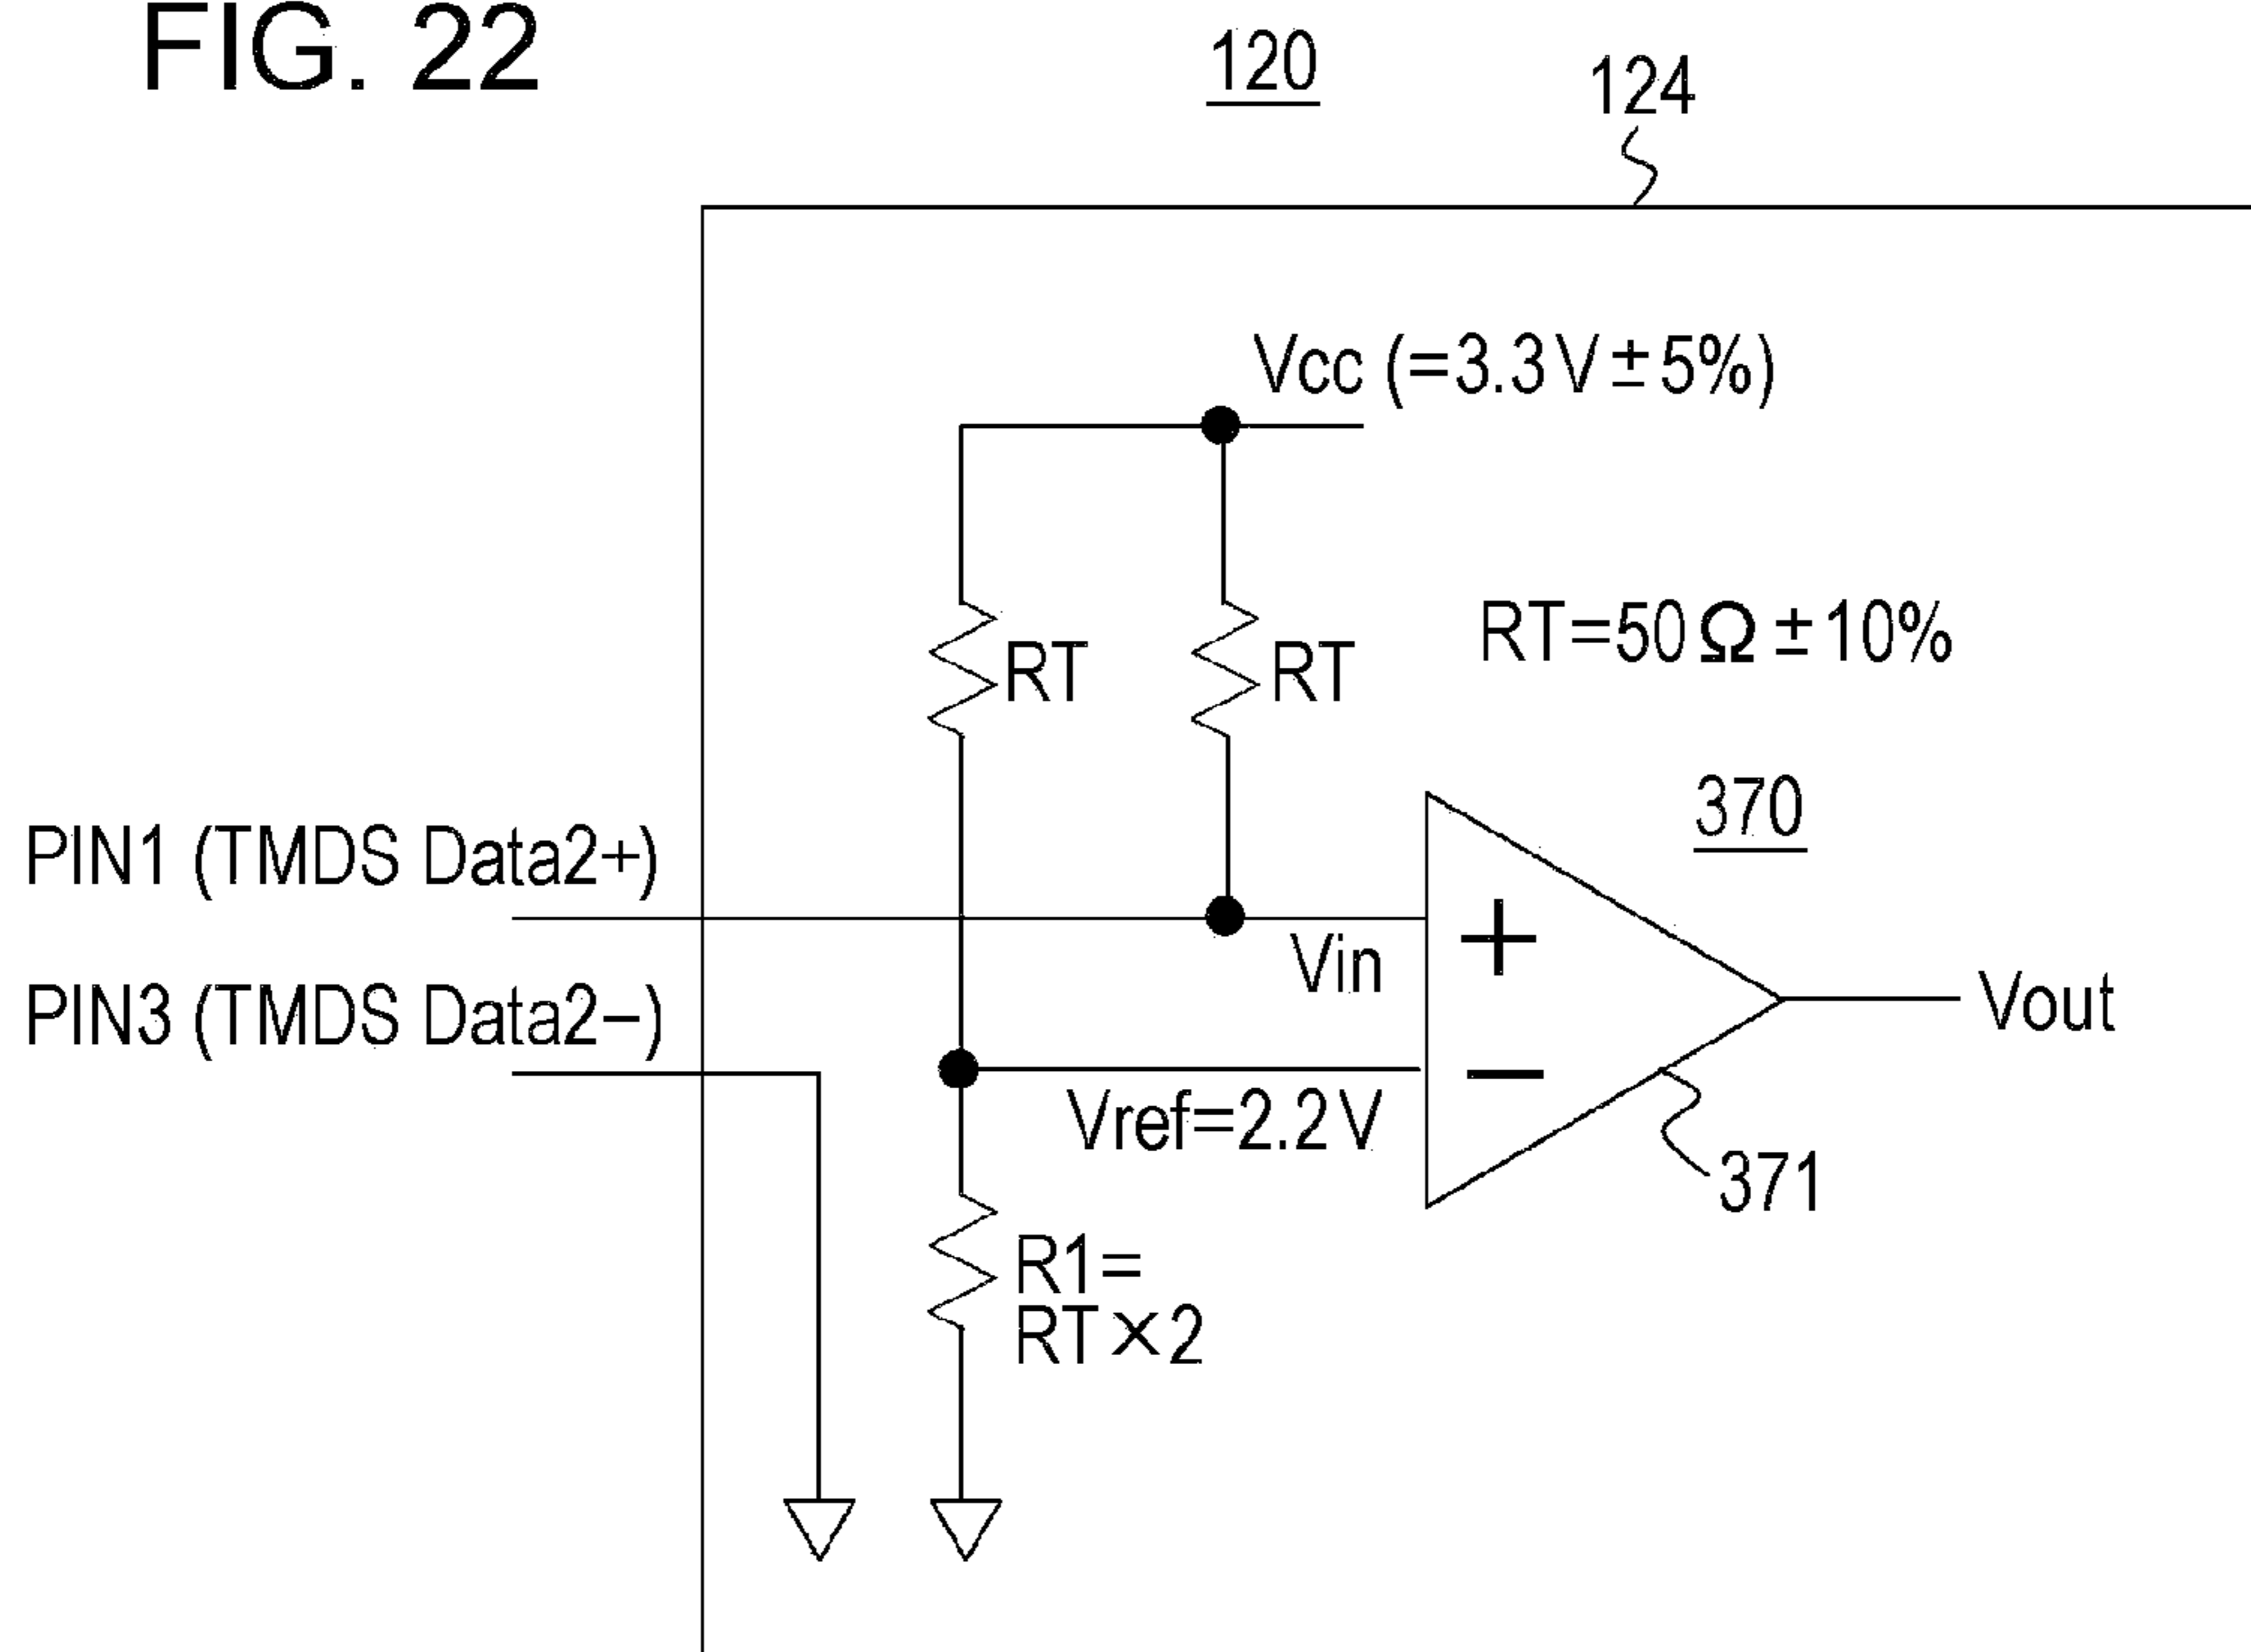 FIG. 22
120
124
Vcc (=3.3V±5%)
RT
RT
RT=50Ω±10%
370
PIN1 (TMDS Data2+)
+
Vin
PIN3 (TMDS Data2−)
−
Vout
Vref=2.2V
371
R1=
RT×2